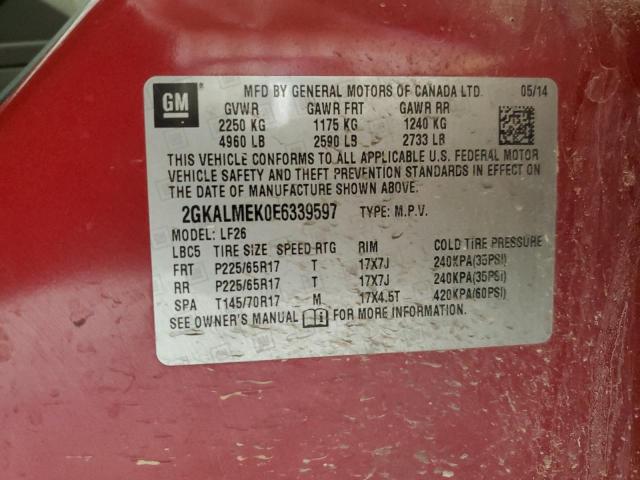 GM
MFD BY GENERAL MOTORS OF CANADA LTD. 05/14
GVWR GAWR FRT GAWR RR
2250 KG 1175 KG 1240 KG
4960 LB 2590 LB 2733 LB
THIS VEHICLE CONFORMS TO ALL APPLICABLE U.S. FEDERAL MOTOR
VEHICLE SAFETY AND THEFT PREVENTION STANDARDS IN EFFECT ON
THE DATE OF MANUFACTURE SHOWN ABOVE.
2GKALMEK0E6339597 TYPE: M.P.V.
MODEL: LF26
LBC5 TIRE SIZE SPEED RTG RIM COLD TIRE PRESSURE
FRT P225/65R17 T 17X7J 240KPA(35PSI)
RR P225/65R17 T 17X7J 240KPA(35PSI)
SPA T145/70R17 M 17X4.5T 420KPA(60PSI)
SEE OWNER'S MANUAL FOR MORE INFORMATION.